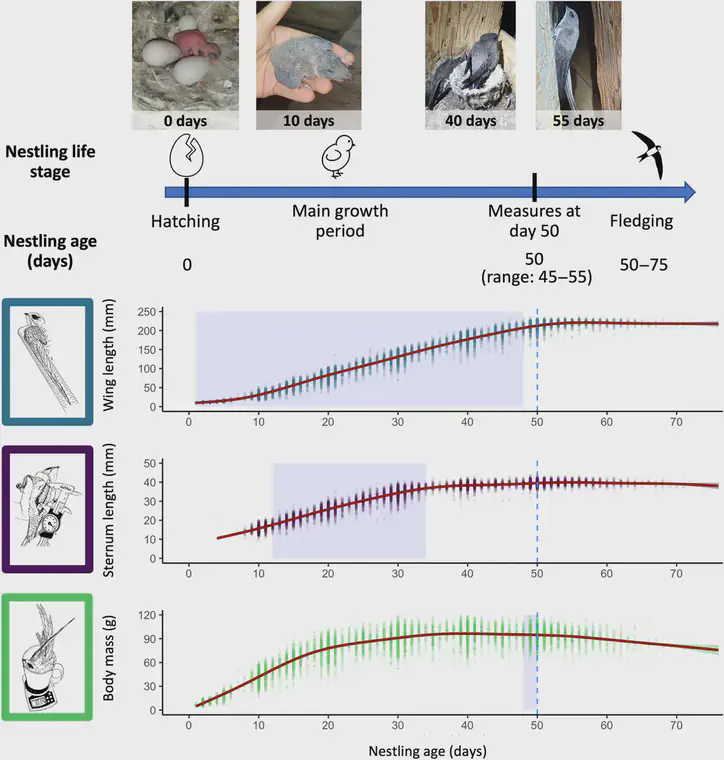 0 days
10 days
40 days
55 days
Nestling life
stage
Hatching
Main growth
period
Measures at
day 50
Fledging
Nestling age
(days)
0
50
(range: 45–55)
50–75
Wing length (mm)
250
200
150
100
50
0
0 10 20 30 40 50 60 70
Sternum length (mm)
50
40
30
20
10
0
0 10 20 30 40 50 60 70
Body mass (g)
120
90
60
30
0
0 10 20 30 40 50 60 70
Nestling age (days)